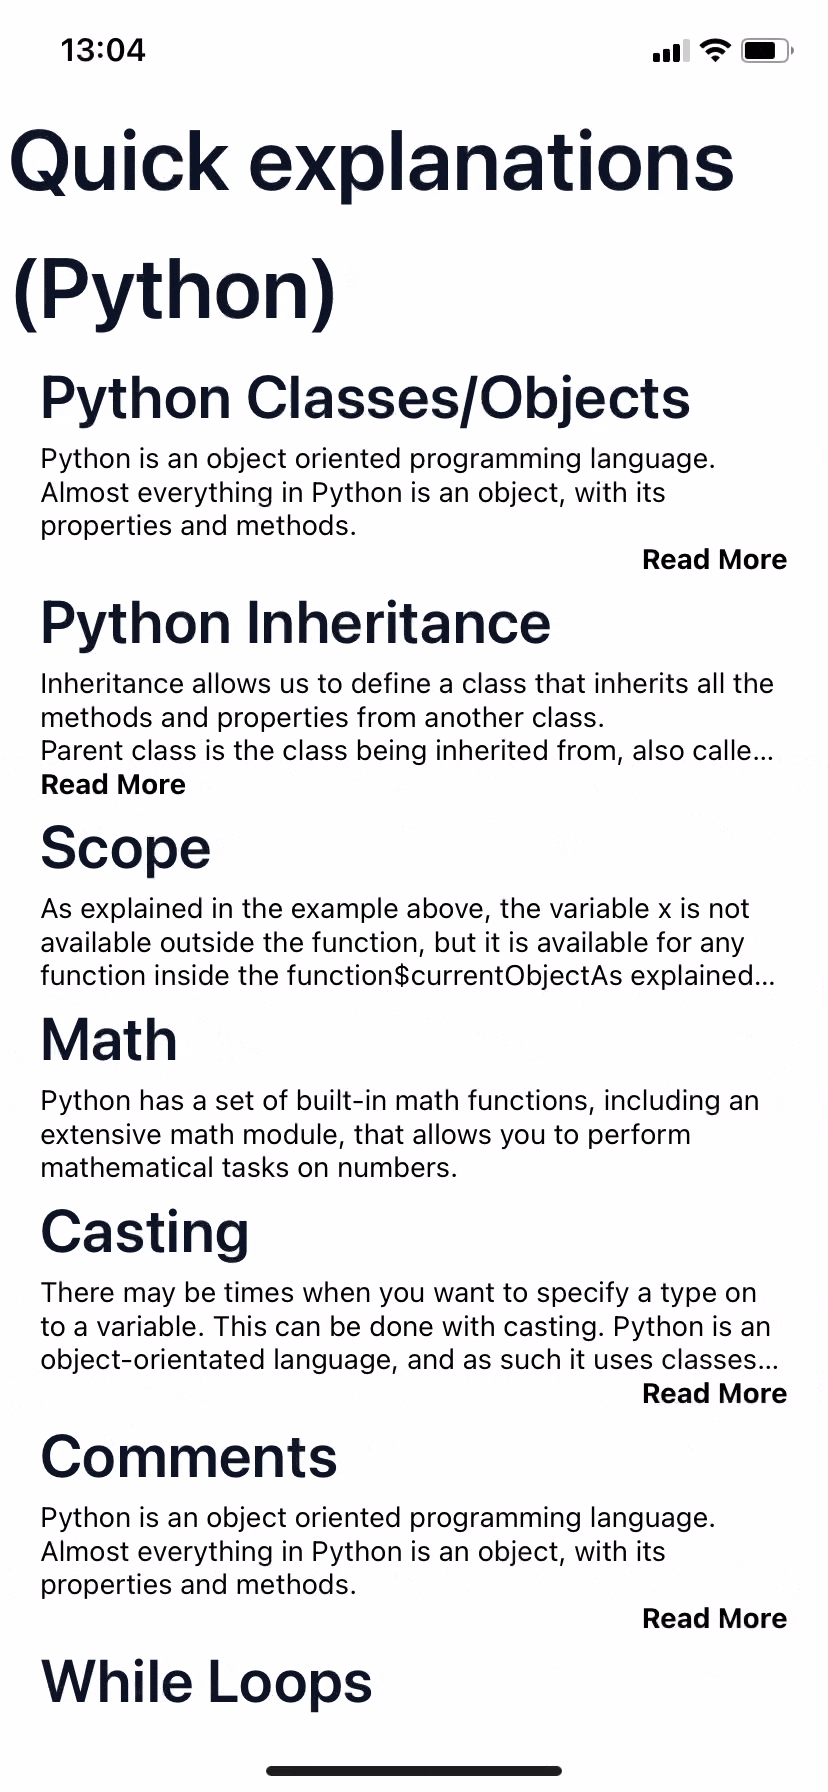 13:04
Quick explanations
(Python)
Python Classes/Objects
Python is an object oriented programming language.
Almost everything in Python is an object, with its
properties and methods.
Read More
Python Inheritance
Inheritance allows us to define a class that inherits all the
methods and properties from another class.
Parent class is the class being inherited from, also calle...
Read More
Scope
As explained in the example above, the variable x is not
available outside the function, but it is available for any
function inside the function$currentObjectAs explained...
Math
Python has a set of built-in math functions, including an
extensive math module, that allows you to perform
mathematical tasks on numbers.
Casting
There may be times when you want to specify a type on
to a variable. This can be done with casting. Python is an
object-orientated language, and as such it uses classes...
Read More
Comments
Python is an object oriented programming language.
Almost everything in Python is an object, with its
properties and methods.
Read More
While Loops